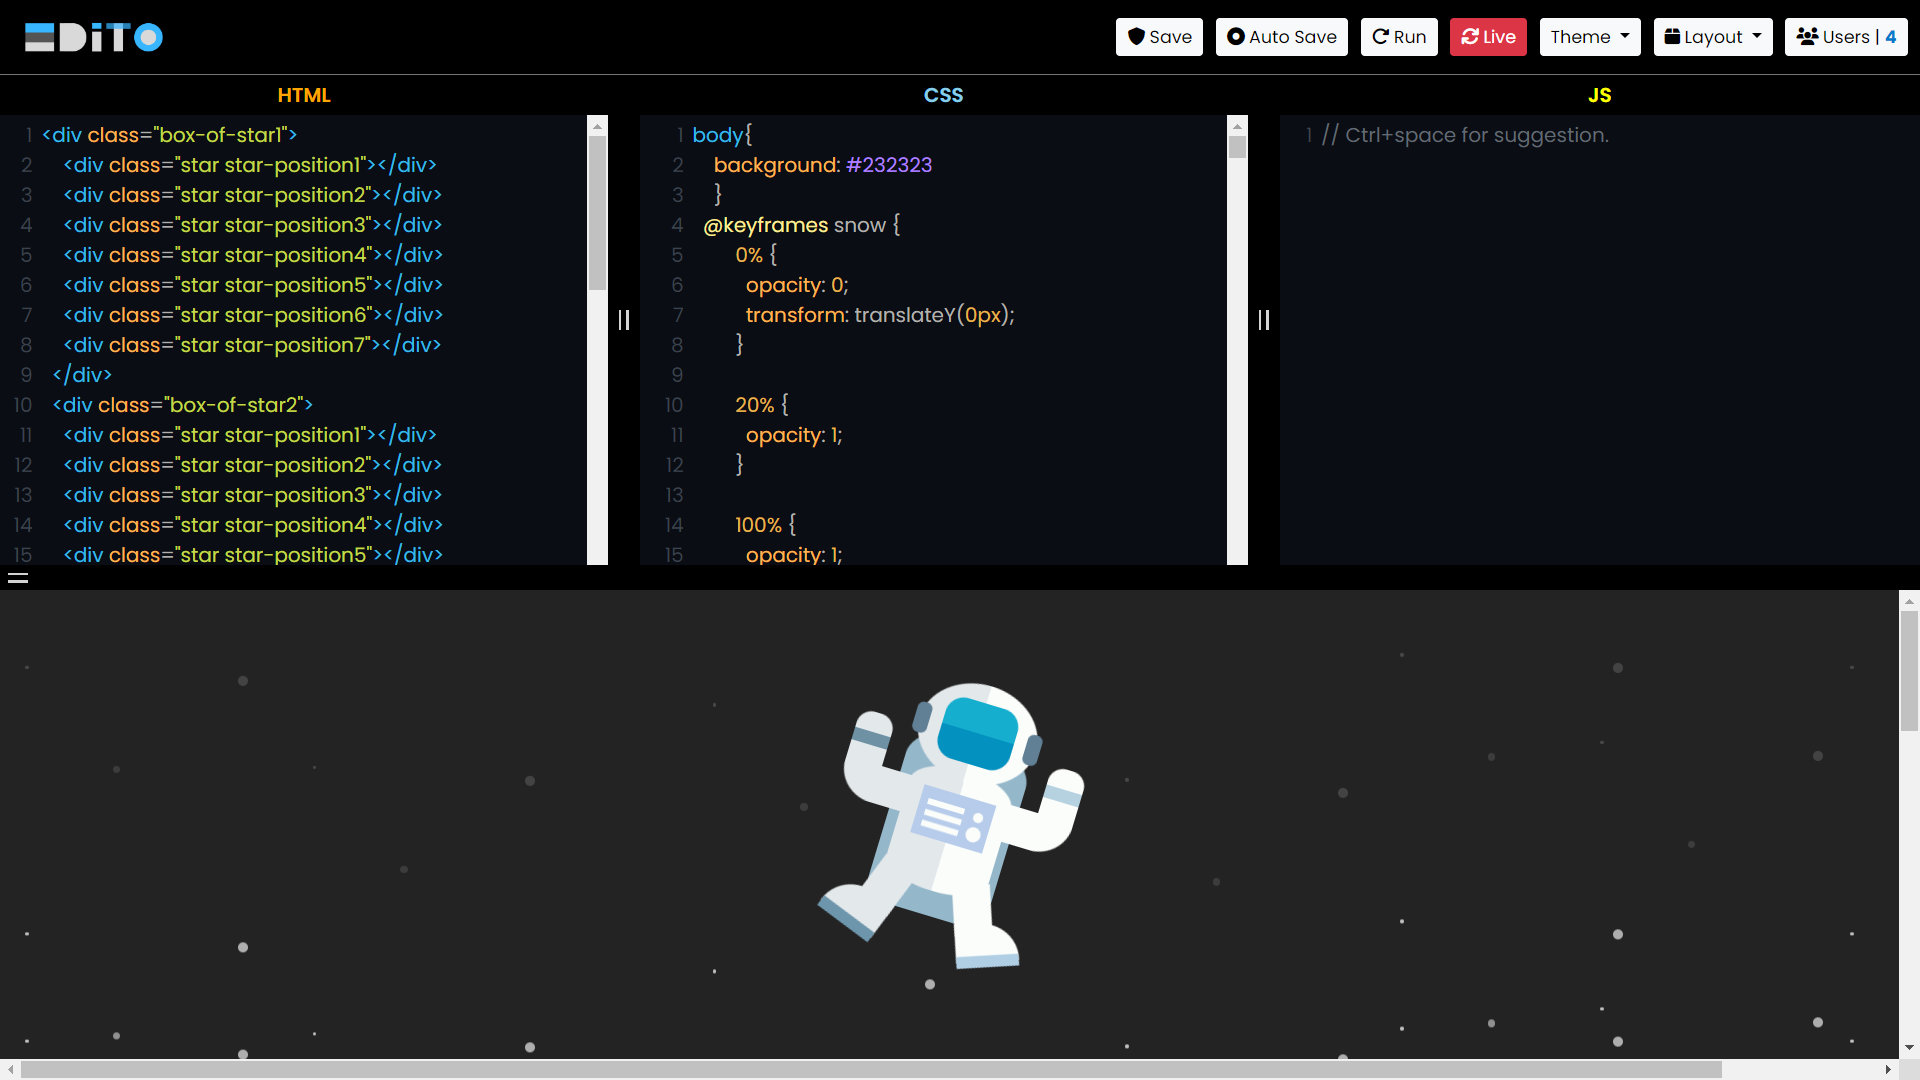 EDiTO
Save
Auto Save
Run
Live
Theme
Layout
Users | 4
HTML
1 <div class="box-of-star1">
2 <div class="star star-position1"></div>
3 <div class="star star-position2"></div>
4 <div class="star star-position3"></div>
5 <div class="star star-position4"></div>
6 <div class="star star-position5"></div>
7 <div class="star star-position6"></div>
8 <div class="star star-position7"></div>
9 </div>
10 <div class="box-of-star2">
11 <div class="star star-position1"></div>
12 <div class="star star-position2"></div>
13 <div class="star star-position3"></div>
14 <div class="star star-position4"></div>
15 <div class="star star-position5"></div>
CSS
1 body{
2 background: #232323
3 }
4 @keyframes snow {
5 0% {
6 opacity: 0;
7 transform: translateY(0px);
8 }
9
10 20% {
11 opacity: 1;
12 }
13
14 100% {
15 opacity: 1;
JS
1 // Ctrl+space for suggestion.